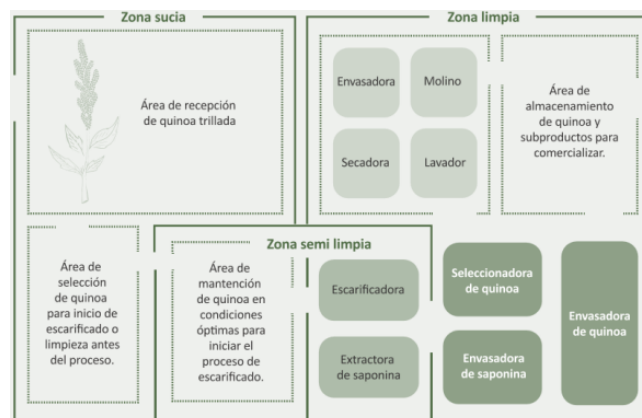 Zona sucia
Área de recepción
de quinoa trillada
Zona limpia
Envasadora
Molino
Secadora
Lavador
Área de
almacenamiento
de quinoa y
subproductos para
comercializar.
Área de
selección
de quinoa
para inicio de
escarificado o
limpieza antes
del proceso.
Zona semi limpia
Área de
mantención
de quinoa en
condiciones
óptimas para
iniciar el
proceso de
escarificado.
Escarificadora
Extractora
de saponina
Seleccionadora
de quinoa
Envasadora
de saponina
Envasadora
de quinoa